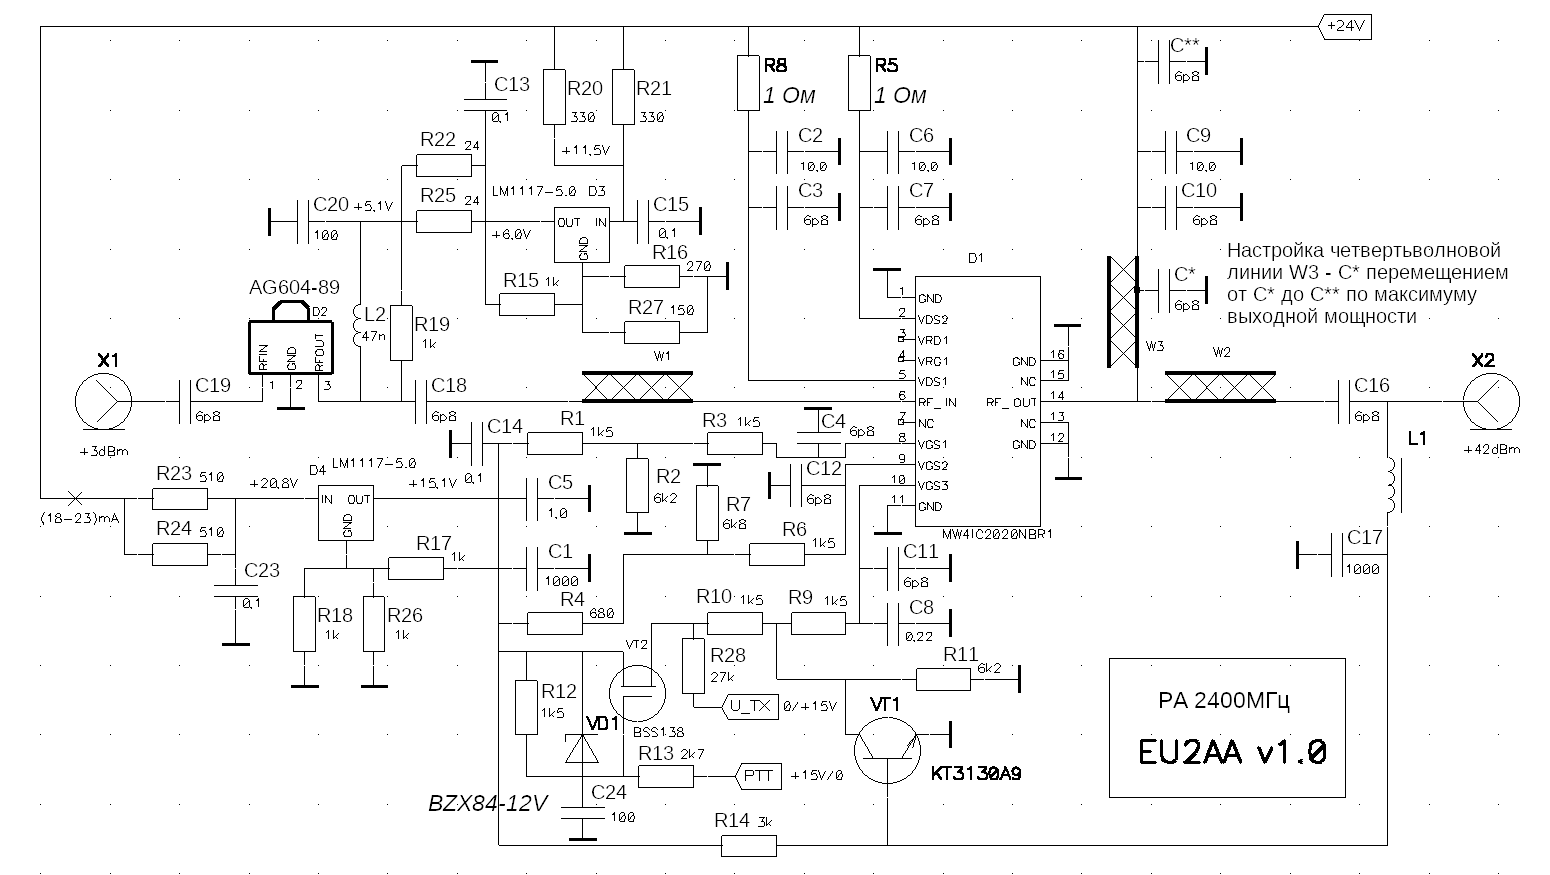 +24V
C**
6p8
R8
1 Ом
R5
1 Ом
C13
0,1
R20
330
R21
330
+11.5V
R22
24
C2
10,0
C6
10,0
C9
10,0
LM1117-5.0 D3
R25
24
C3
6p8
C7
6p8
C10
6p8
C20
100
+5,1V
+6,0V
OUT
IN
GND
C15
0,1
R16
270
R15 1k
R27 150
D1
Настройка четвертьволновой
линии W3 - C* перемещением
от C* до C** по максимуму
выходной мощности
C*
6p8
AG604-89
D2
RFIN
GND
RFOUT
1
2
3
L2
47n
R19
1k
X1
+3dBm
C19
6p8
C18
6p8
W1
1 GND
2 VDS2
3 VRD1
4 VRG1
5 VDS1
6 RF_IN
7 NC
8 VGS1
9 VGS2
10 VGS3
11 GND
GND 16
NC 15
RF_OUT 14
NC 13
GND 12
MW4IC2020NBR1
W3
W2
C16
6p8
X2
+42dBm
L1
C17
1000
C14
0,1
R1
1k5
R3 1k5
C4
6p8
R2
6k2
C12
6p8
R7
6k8
R6
1k5
R23 510
+20,8V
D4
LM1117-5.0
+15,1V
IN
OUT
GND
(18-23)mA
R24 510
C5
1,0
R17
1k
C1
1000
C23
0,1
R18
1k
R26
1k
R4
680
C11
6p8
R10 1k5
R9 1k5
C8
0,22
VT2
R28
27k
R11
6k2
R12
1k5
VD1
BSS138
U_TX
0/+15V
VT1
KT3130A9
R13 2k7
PTT
+15V/0
BZX84-12V
C24
100
R14 3k
PA 2400МГц
EU2AA v1.0